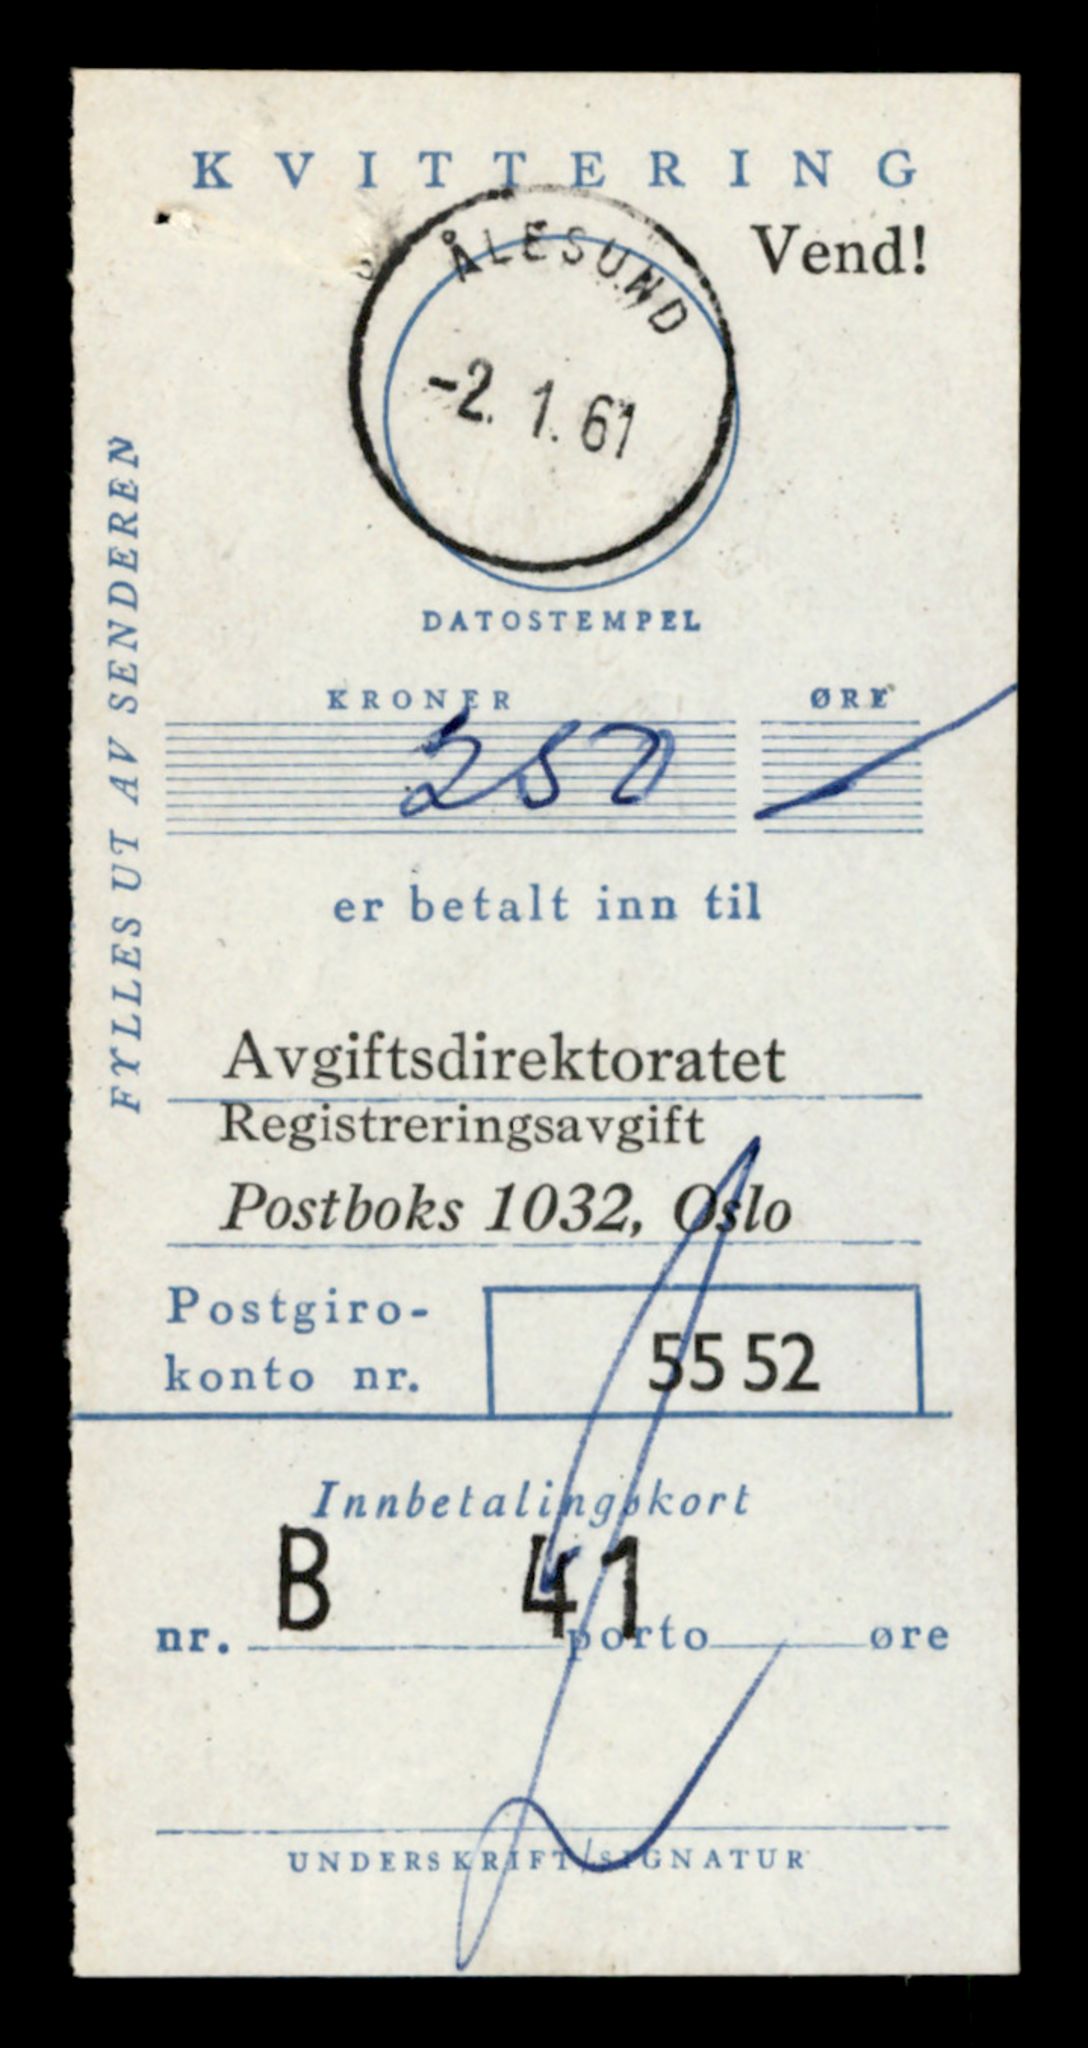 KVITTERING
Vend!
ÅLESUND
-2. 1. 61
DATOSTEMPEL
FYLLES UT AV SENDEREN
KRONER ØRE
250 /
er betalt inn til
Avgiftsdirektoratet
Registreringsavgift
Postboks 1032, Oslo
Postgiro-
konto nr. 55 52
Innbetalingskort
B 41
nr. porto øre
UNDERSKRIFT/SIGNATUR